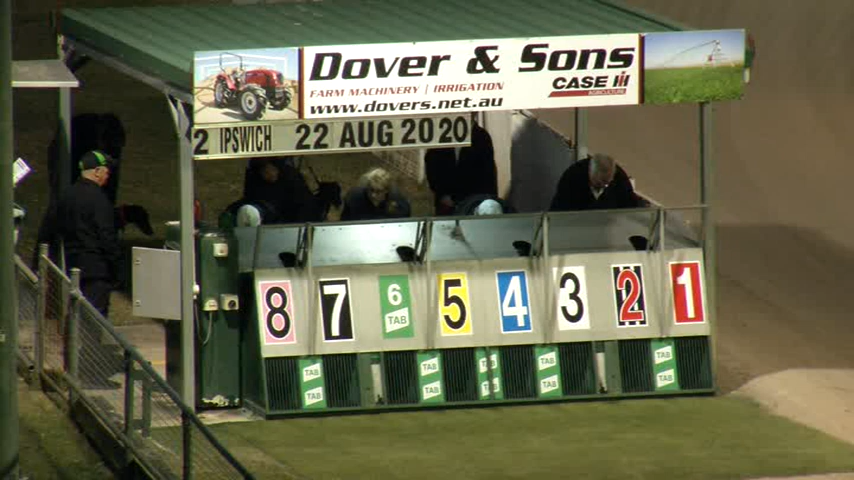 Dover & Sons
FARM MACHINERY | IRRIGATION
www.dovers.net.au
CASE IH
AGRICULTURE
2 IPSWICH 22 AUG 2020
8 7 6 5 4 3 2 1
TAB
TAB TAB TAB TAB TAB
TAB TAB TAB TAB TAB